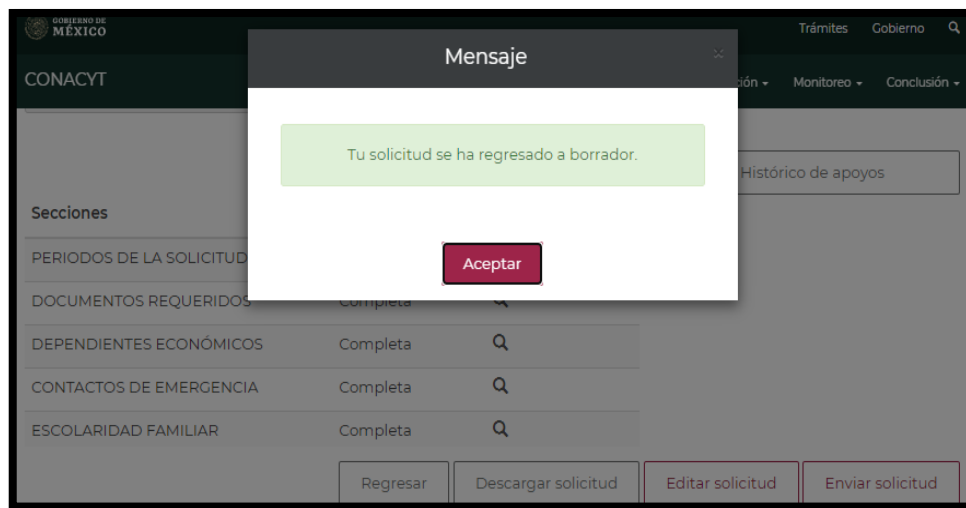 GOBIERNO DE
MÉXICO
Trámites Gobierno
Mensaje
×
CONACYT
ción Monitoreo Conclusión
Tu solicitud se ha regresado a borrador.
Histórico de apoyos
Secciones
Aceptar
PERIODOS DE LA SOLICITUD
DOCUMENTOS REQUERIDOS Completa
DEPENDIENTES ECONÓMICOS Completa
CONTACTOS DE EMERGENCIA Completa
ESCOLARIDAD FAMILIAR Completa
Regresar Descargar solicitud Editar solicitud Enviar solicitud